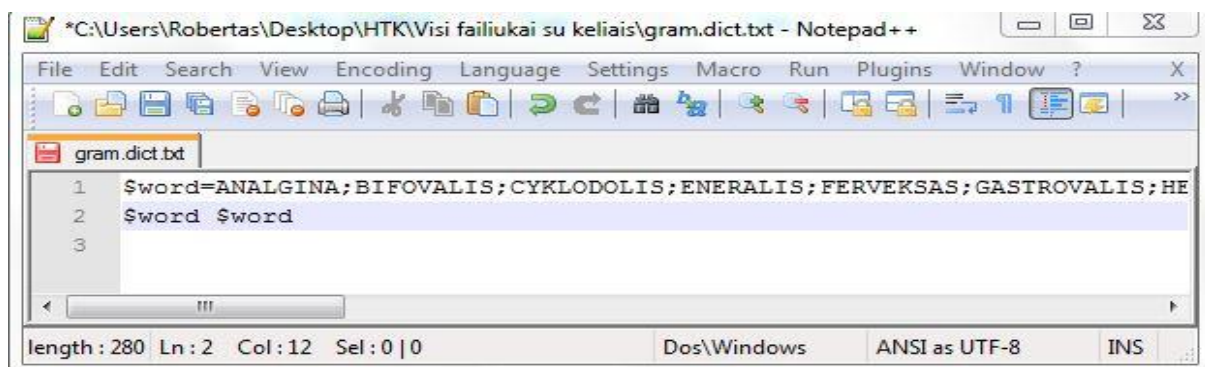 *C:\Users\Robertas\Desktop\HTK\Visi failiukai su keliais\gram.dict.txt - Notepad++
File Edit Search View Encoding Language Settings Macro Run Plugins Window ? X
gram.dict.txt
1 $word=ANALGINA;BIFOVALIS;CYKLODOLIS;ENERALIS;FERVEKSAS;GASTROVALIS;HE
2 $word $word
3
length : 280 Ln : 2 Col : 12 Sel : 0 | 0 Dos\Windows ANSI as UTF-8 INS